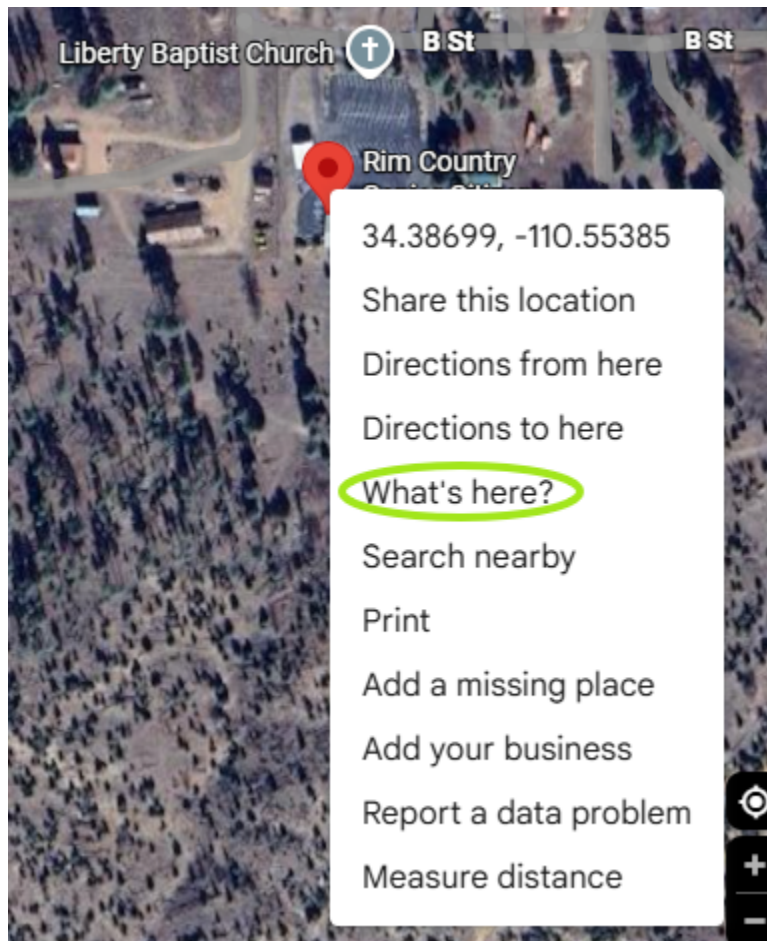 B St
B St
Liberty Baptist Church
Rim Country
34.38699, -110.55385
Share this location
Directions from here
Directions to here
What's here?
Search nearby
Print
Add a missing place
Add your business
Report a data problem
Measure distance